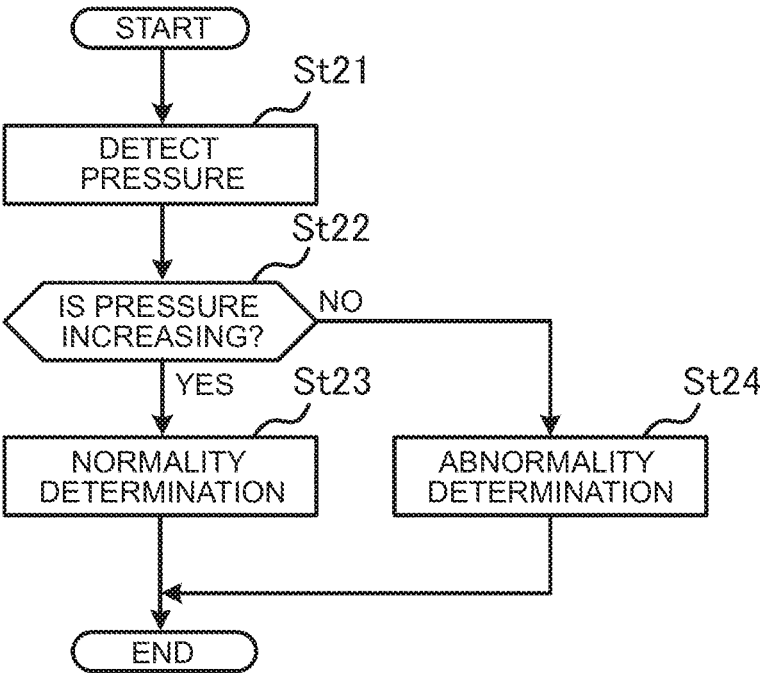 START
St21
DETECT
PRESSURE
St22
IS PRESSURE
INCREASING?
NO
YES
St23
St24
NORMALITY
DETERMINATION
ABNORMALITY
DETERMINATION
END